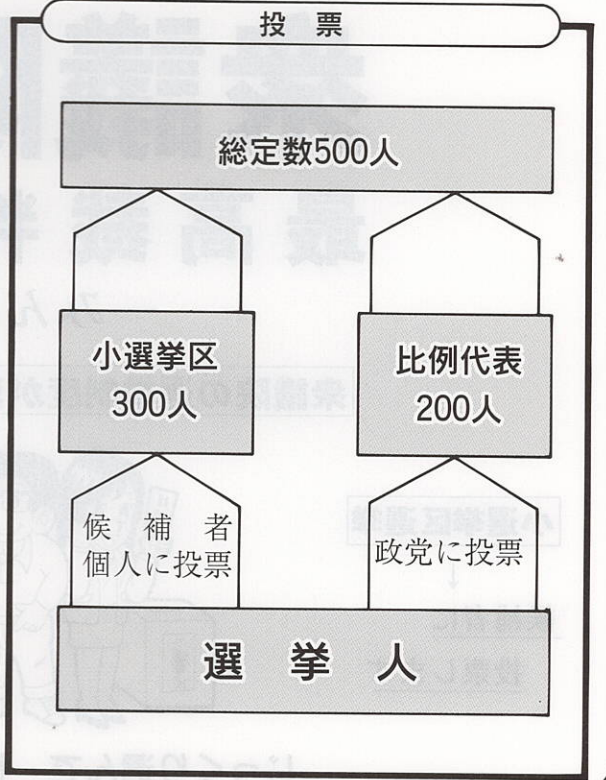 投票
総定数500人
小選挙区
300人
比例代表
200人
候補者
個人に投票
政党に投票
選挙人